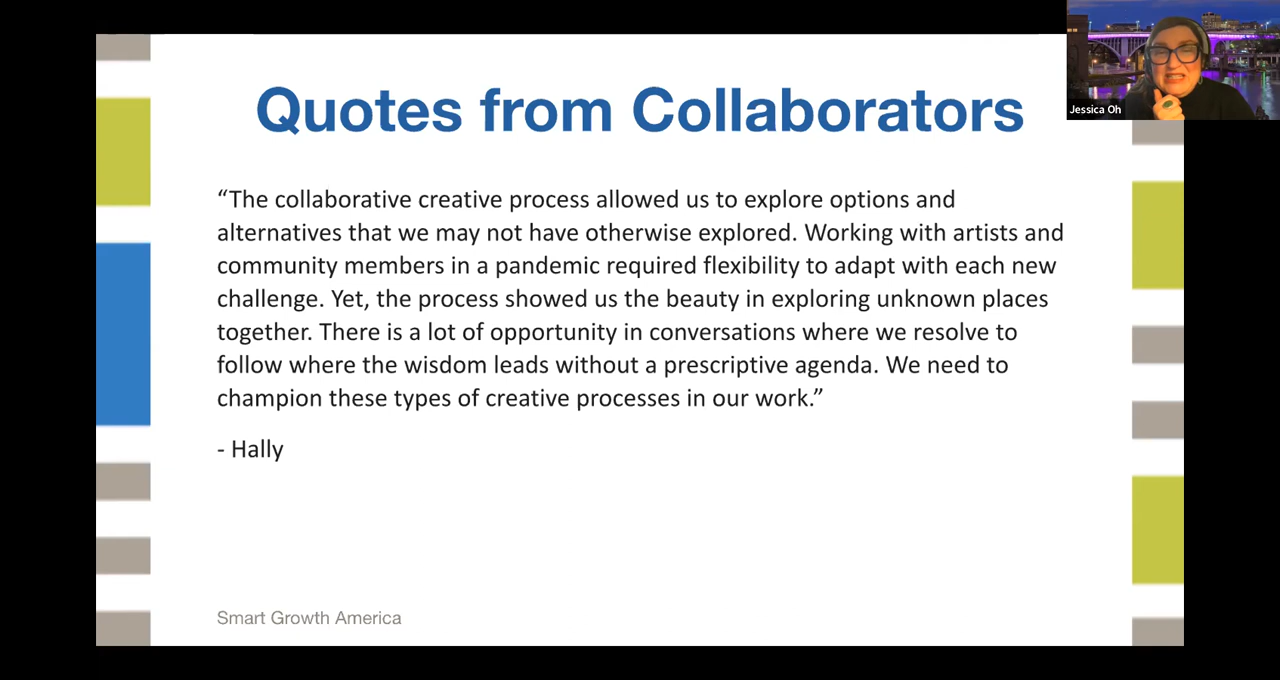 Quotes from Collaborators
Jessica Oh
“The collaborative creative process allowed us to explore options and
alternatives that we may not have otherwise explored. Working with artists and
community members in a pandemic required flexibility to adapt with each new
challenge. Yet, the process showed us the beauty in exploring unknown places
together. There is a lot of opportunity in conversations where we resolve to
follow where the wisdom leads without a prescriptive agenda. We need to
champion these types of creative processes in our work.”
- Hally
Smart Growth America